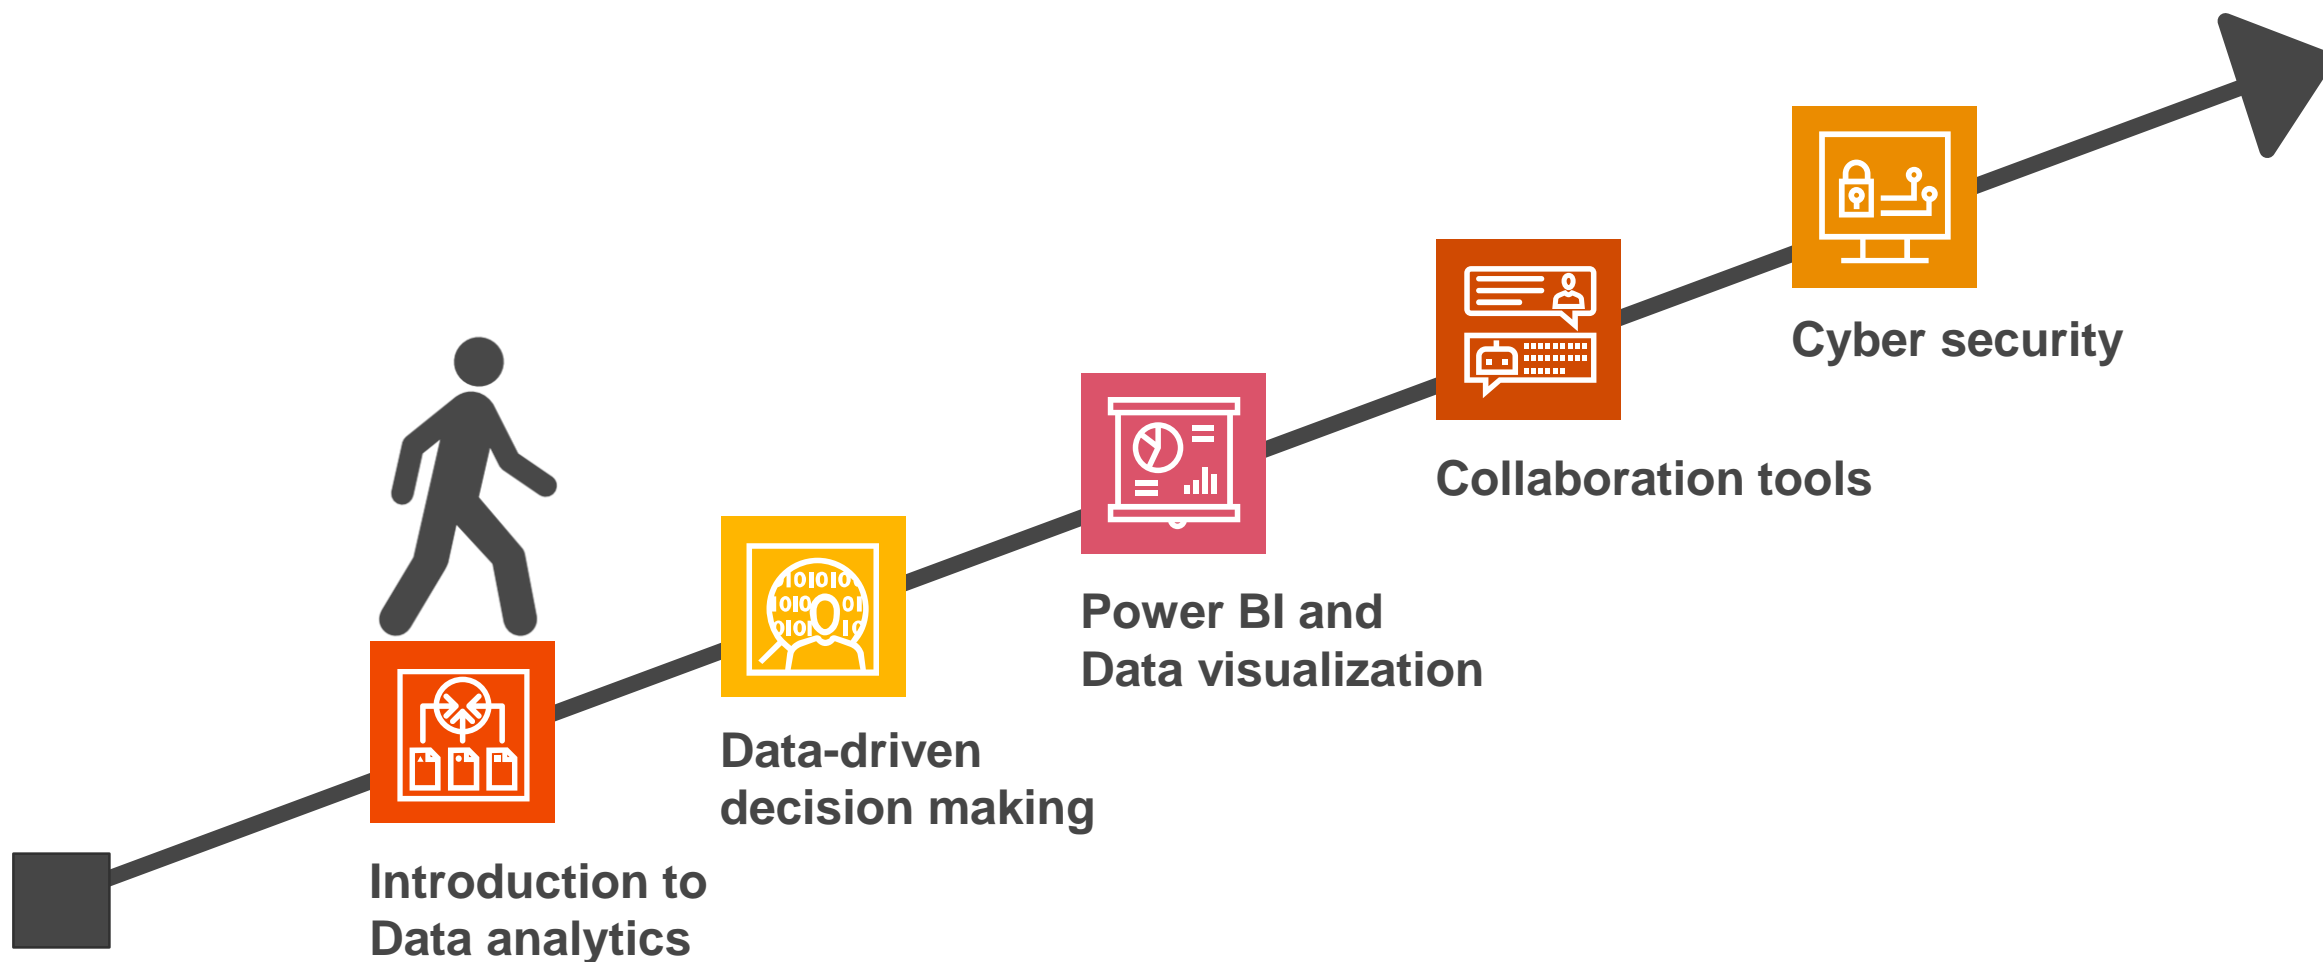 Introduction to
Data analytics
Data-driven
decision making
Power BI and
Data visualization
Collaboration tools
Cyber security